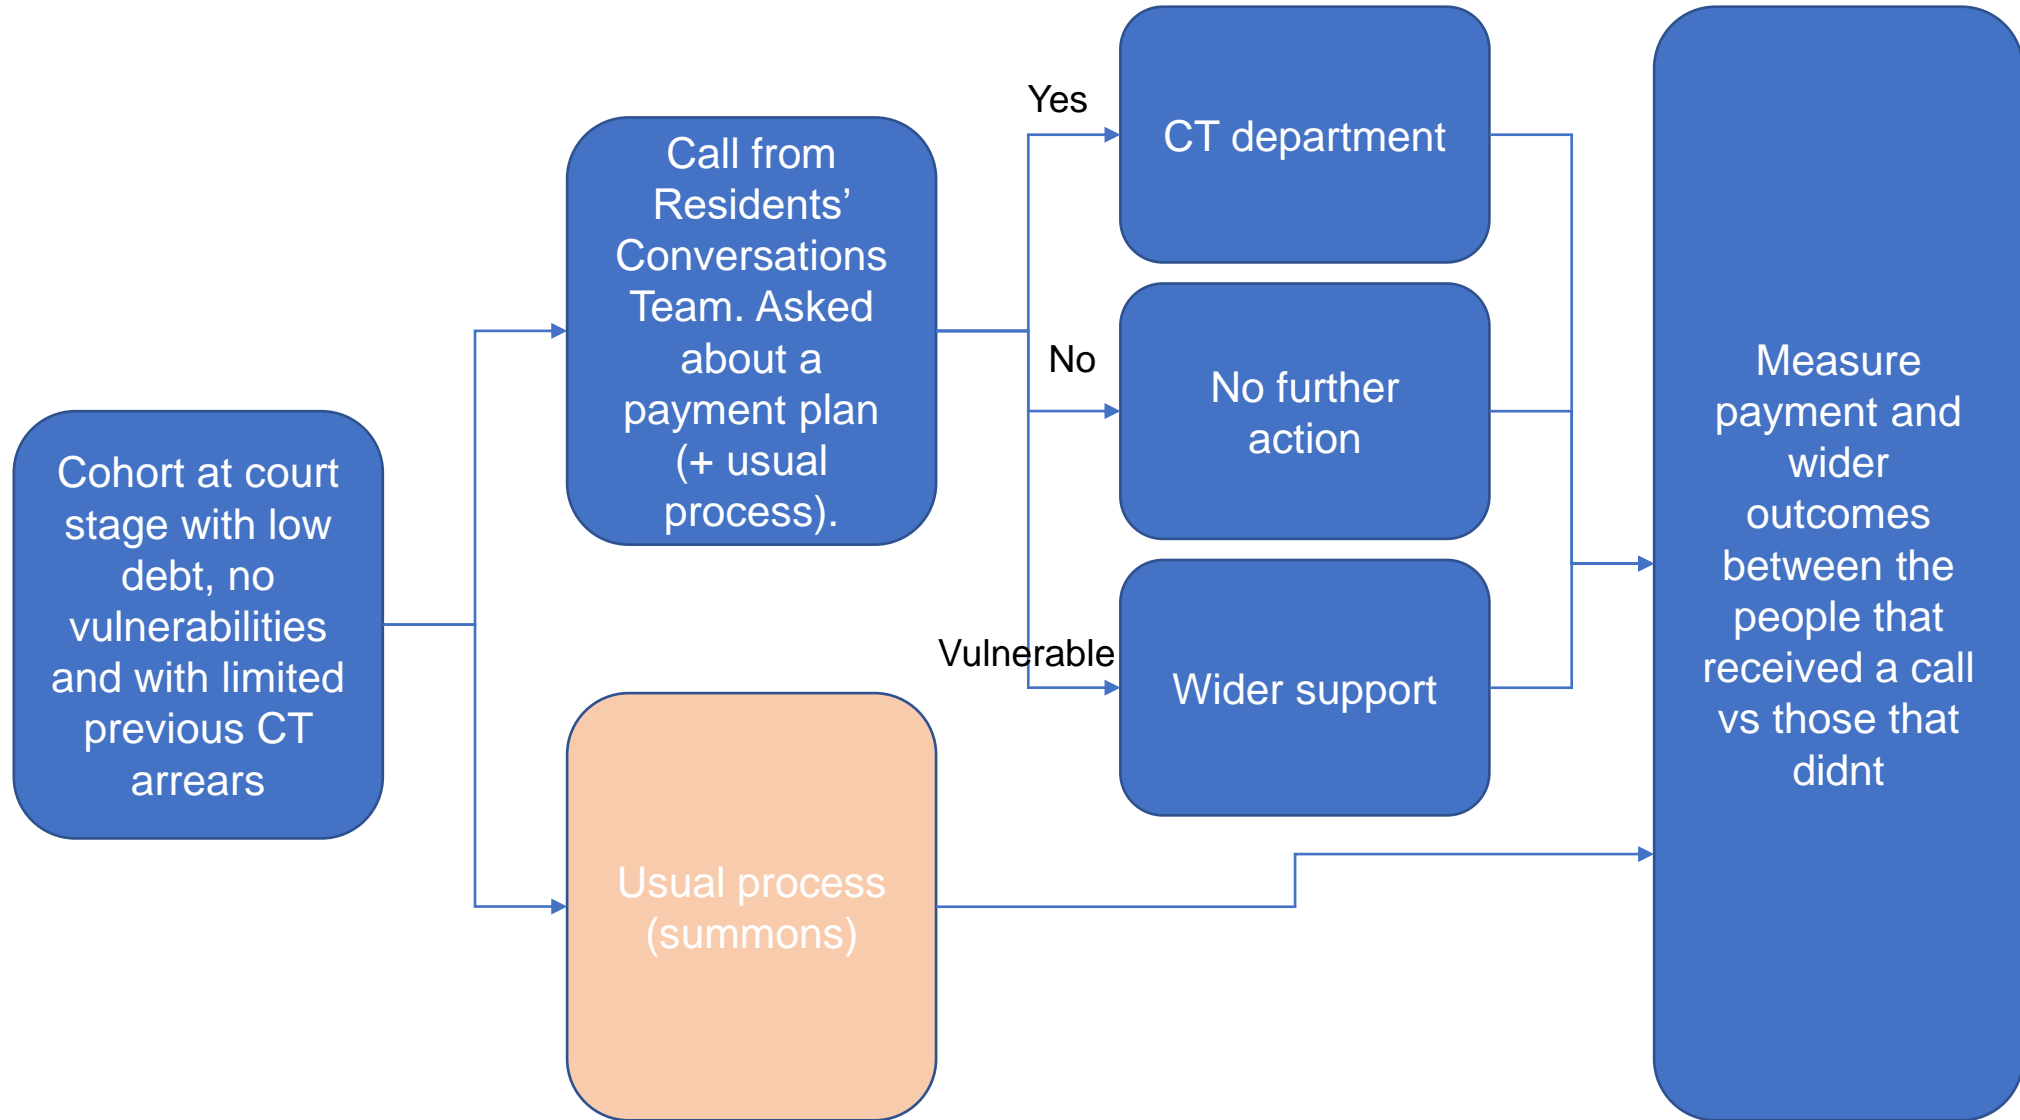 Cohort at court
stage with low
debt, no
vulnerabilities
and with limited
previous CT
arrears
Call from
Residents’
Conversations
Team. Asked
about a
payment plan
(+ usual
process).
Usual process
(summons)
Yes
CT department
No
No further
action
Vulnerable
Wider support
Measure
payment and
wider
outcomes
between the
people that
received a call
vs those that
didnt